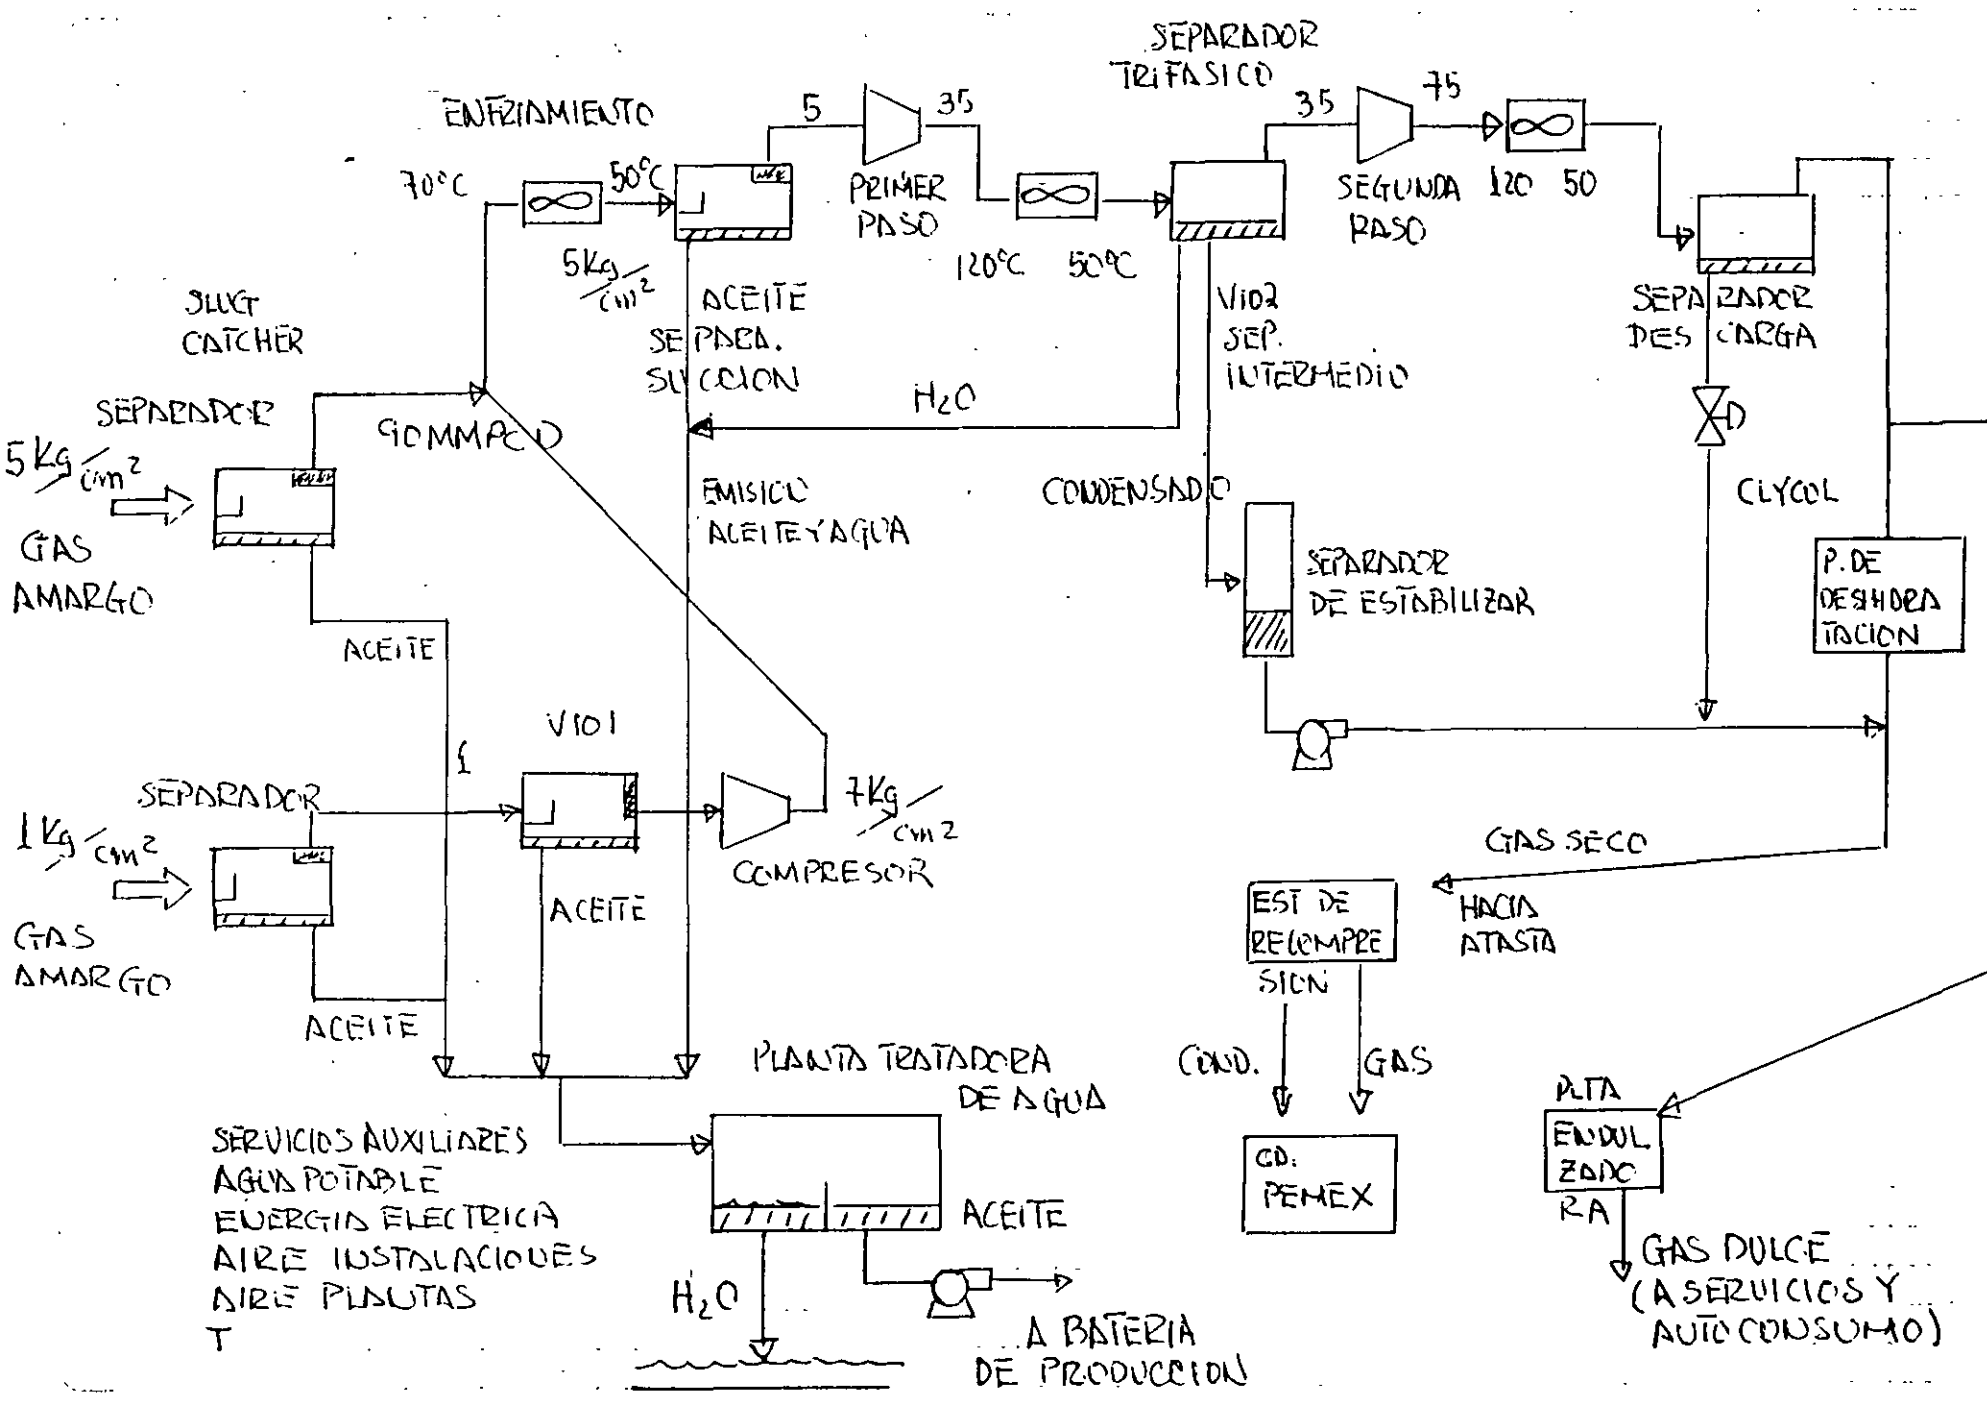 SEPARADOR
TRIFASICO
ENFRIAMIENTO
5
35
35
75
70°C
50°C
PRIMER
PASO
SEGUNDA
PASO
120
50
5Kg/cm²
120°C
50°C
SLUG
CATCHER
ACEITE
SEPARA.
SUCCION
V102
SEP.
INTERMEDIO
SEPARADOR
DESCARGA
H₂O
SEPARADOR
90MMPCD
5Kg/cm²
GAS
AMARGO
EMISION
ACEITE Y AGUA
CONDENSADO
GLYCOL
SEPARADOR
DE ESTABILIZAR
P. DE
DESHDRA
TACION
ACEITE
V101
1
SEPARADOR
1Kg/cm²
7Kg/cm²
COMPRESOR
GAS SECO
ACEITE
GAS
AMARGO
EST DE
RECOMPRE
SION
HACIA
ATASTA
ACEITE
PLANTA TRATADORA
DE AGUA
COND.
GAS
PLTA
ENDUL
ZADO
RA
CD.
PEMEX
SERVICIOS AUXILIARES
AGUA POTABLE
ENERGIA ELECTRICA
AIRE INSTALACIONES
AIRE PLANTAS
T
ACEITE
H₂O
GAS DULCE
(A SERVICIOS Y
AUTOCONSUMO)
A BATERIA
DE PRODUCCION